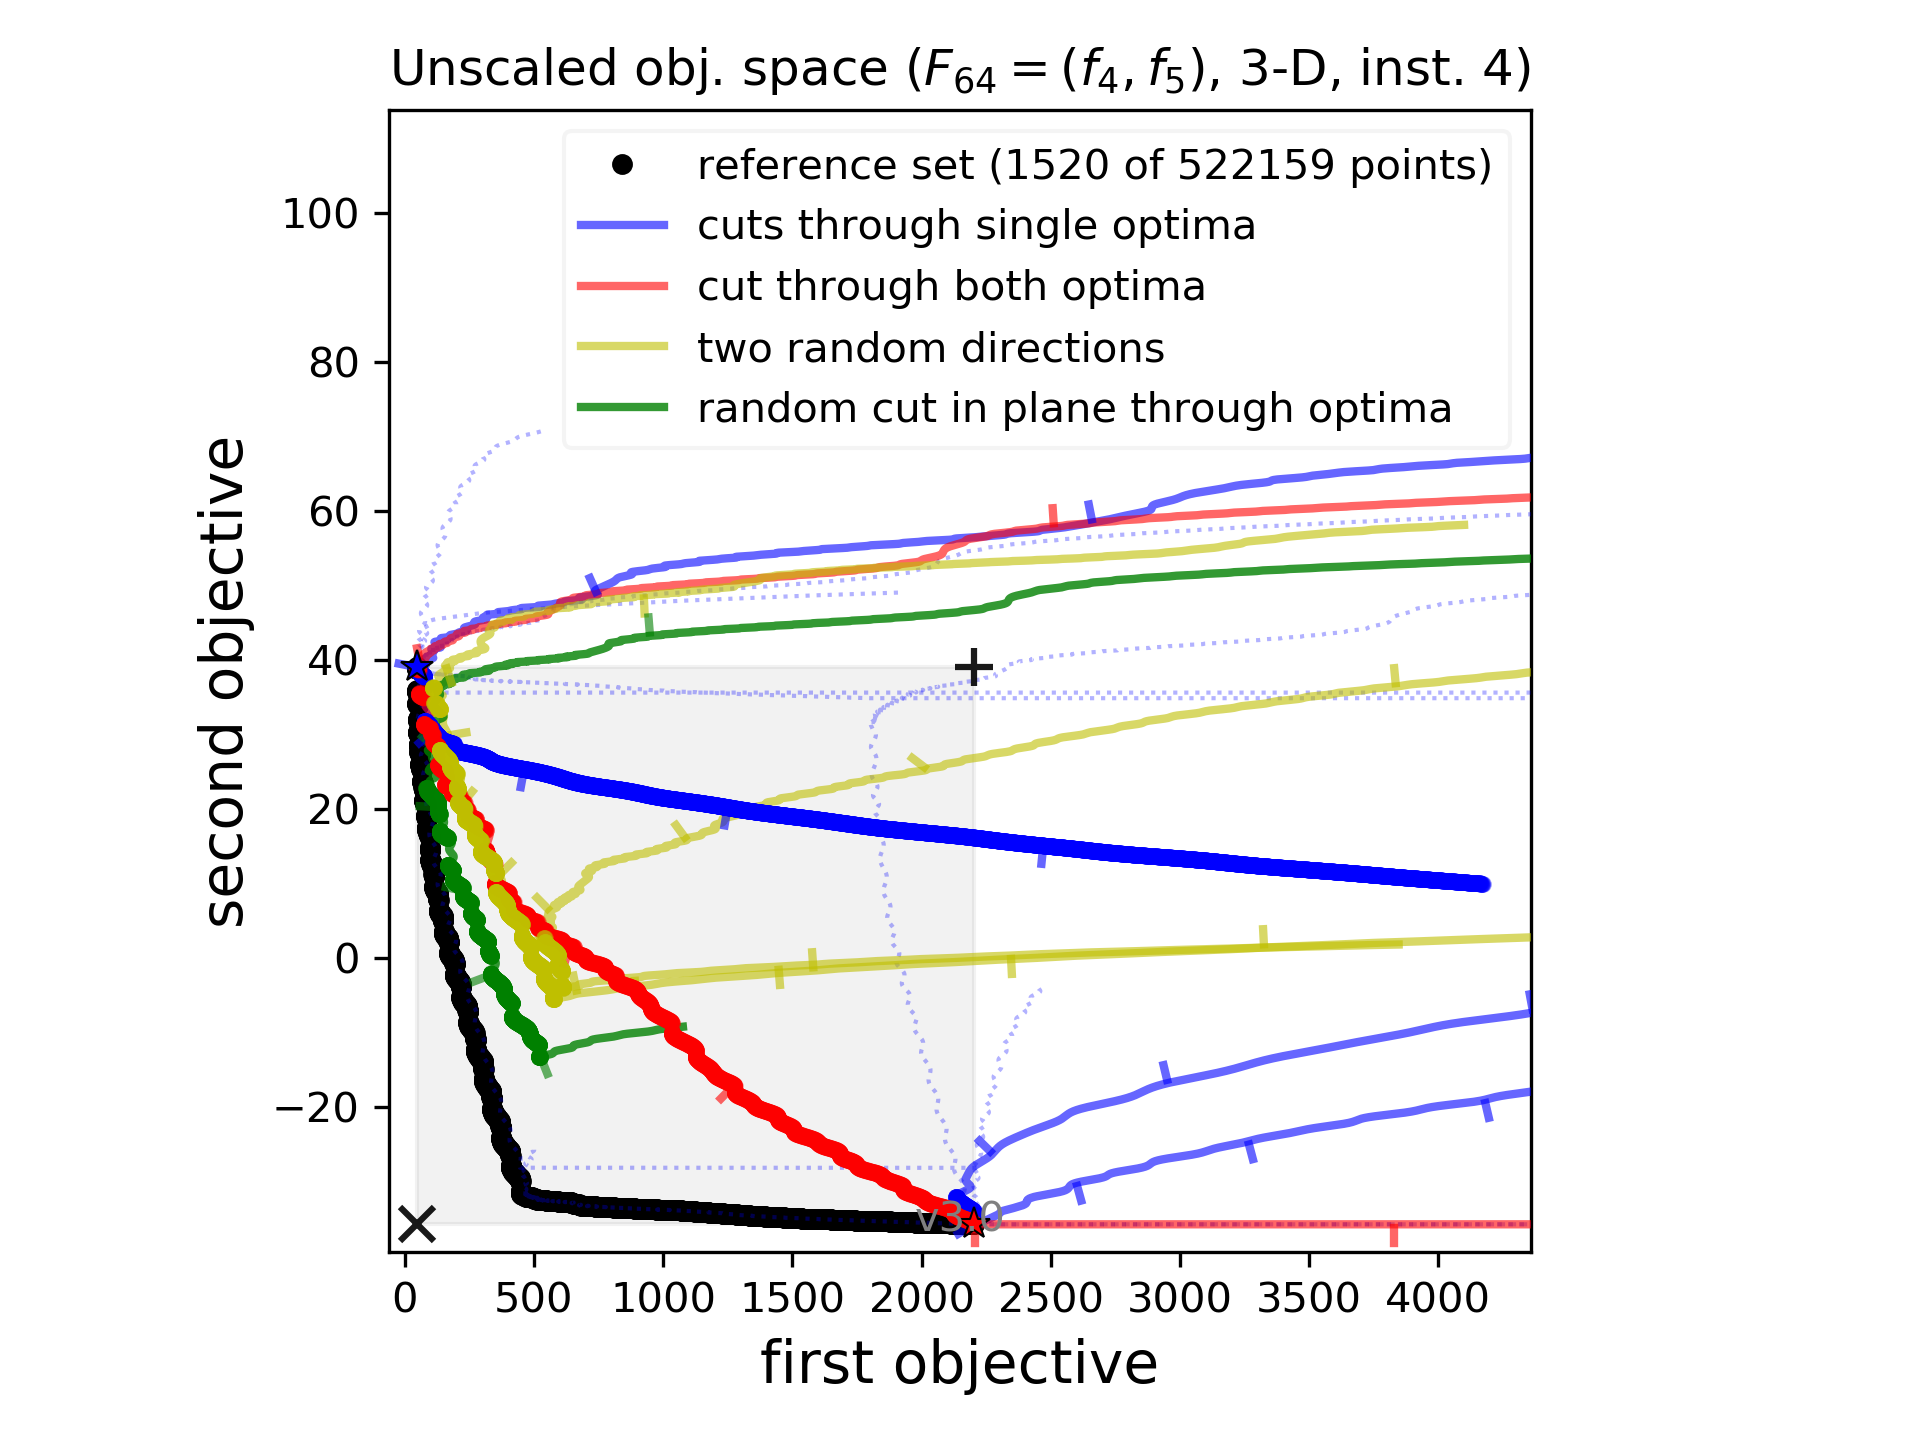 Unscaled obj. space (F₆₄ = (f₄, f₅), 3-D, inst. 4)
reference set (1520 of 522159 points)
cuts through single optima
cut through both optima
two random directions
random cut in plane through optima
100
80
60
40
20
0
−20
second objective
v3.0
0 500 1000 1500 2000 2500 3000 3500 4000
first objective